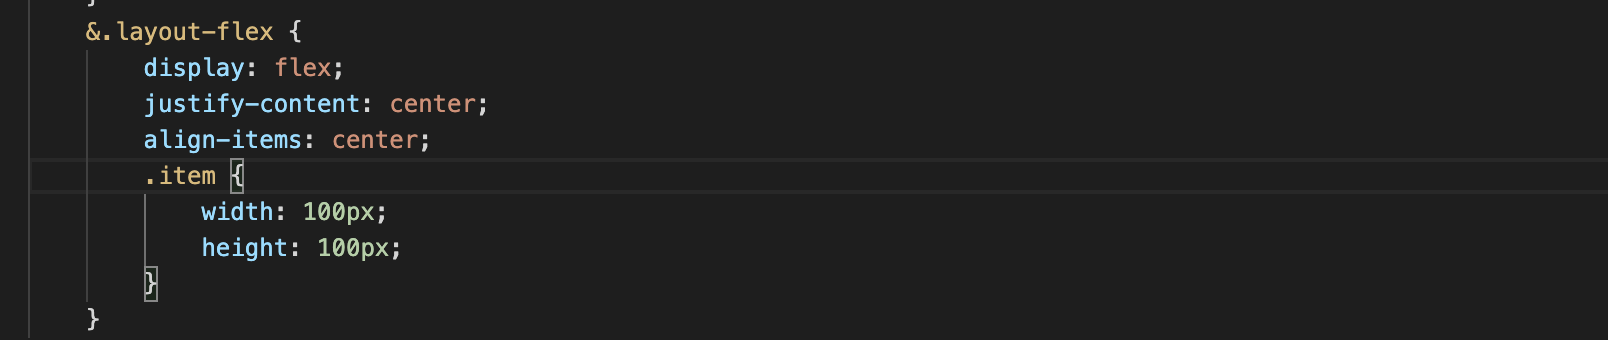 }
&.layout-flex {
display: flex;
justify-content: center;
align-items: center;
.item {
width: 100px;
height: 100px;
}
}